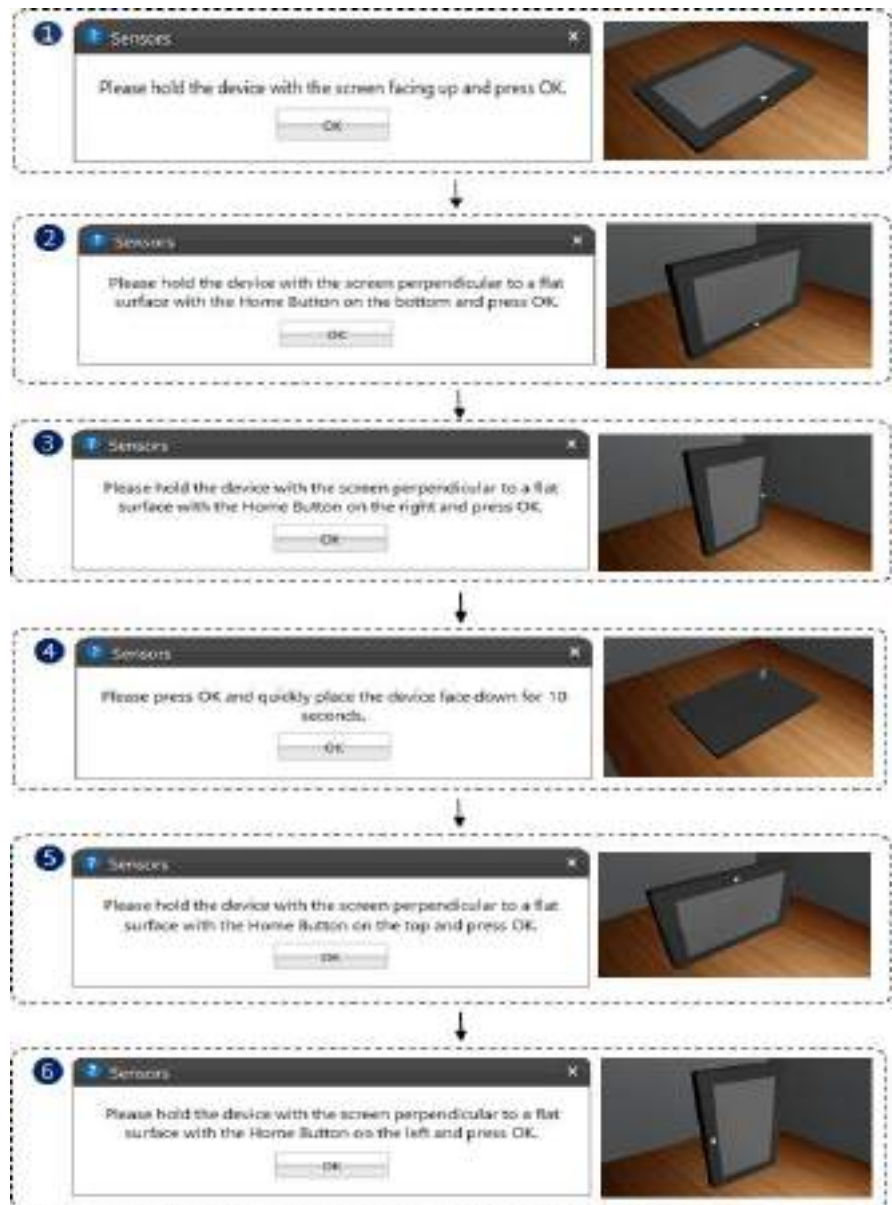 1
? Sensors ×
Please hold the device with the screen facing up and press OK.
OK
2
? Sensors ×
Please hold the device with the screen perpendicular to a flat
surface with the Home Button on the bottom and press OK.
OK
3
? Sensors ×
Please hold the device with the screen perpendicular to a flat
surface with the Home Button on the right and press OK.
OK
4
? Sensors ×
Please press OK and quickly place the device face-down for 10
seconds.
OK
5
? Sensors ×
Please hold the device with the screen perpendicular to a flat
surface with the Home Button on the top and press OK.
OK
6
? Sensors ×
Please hold the device with the screen perpendicular to a flat
surface with the Home Button on the left and press OK.
OK